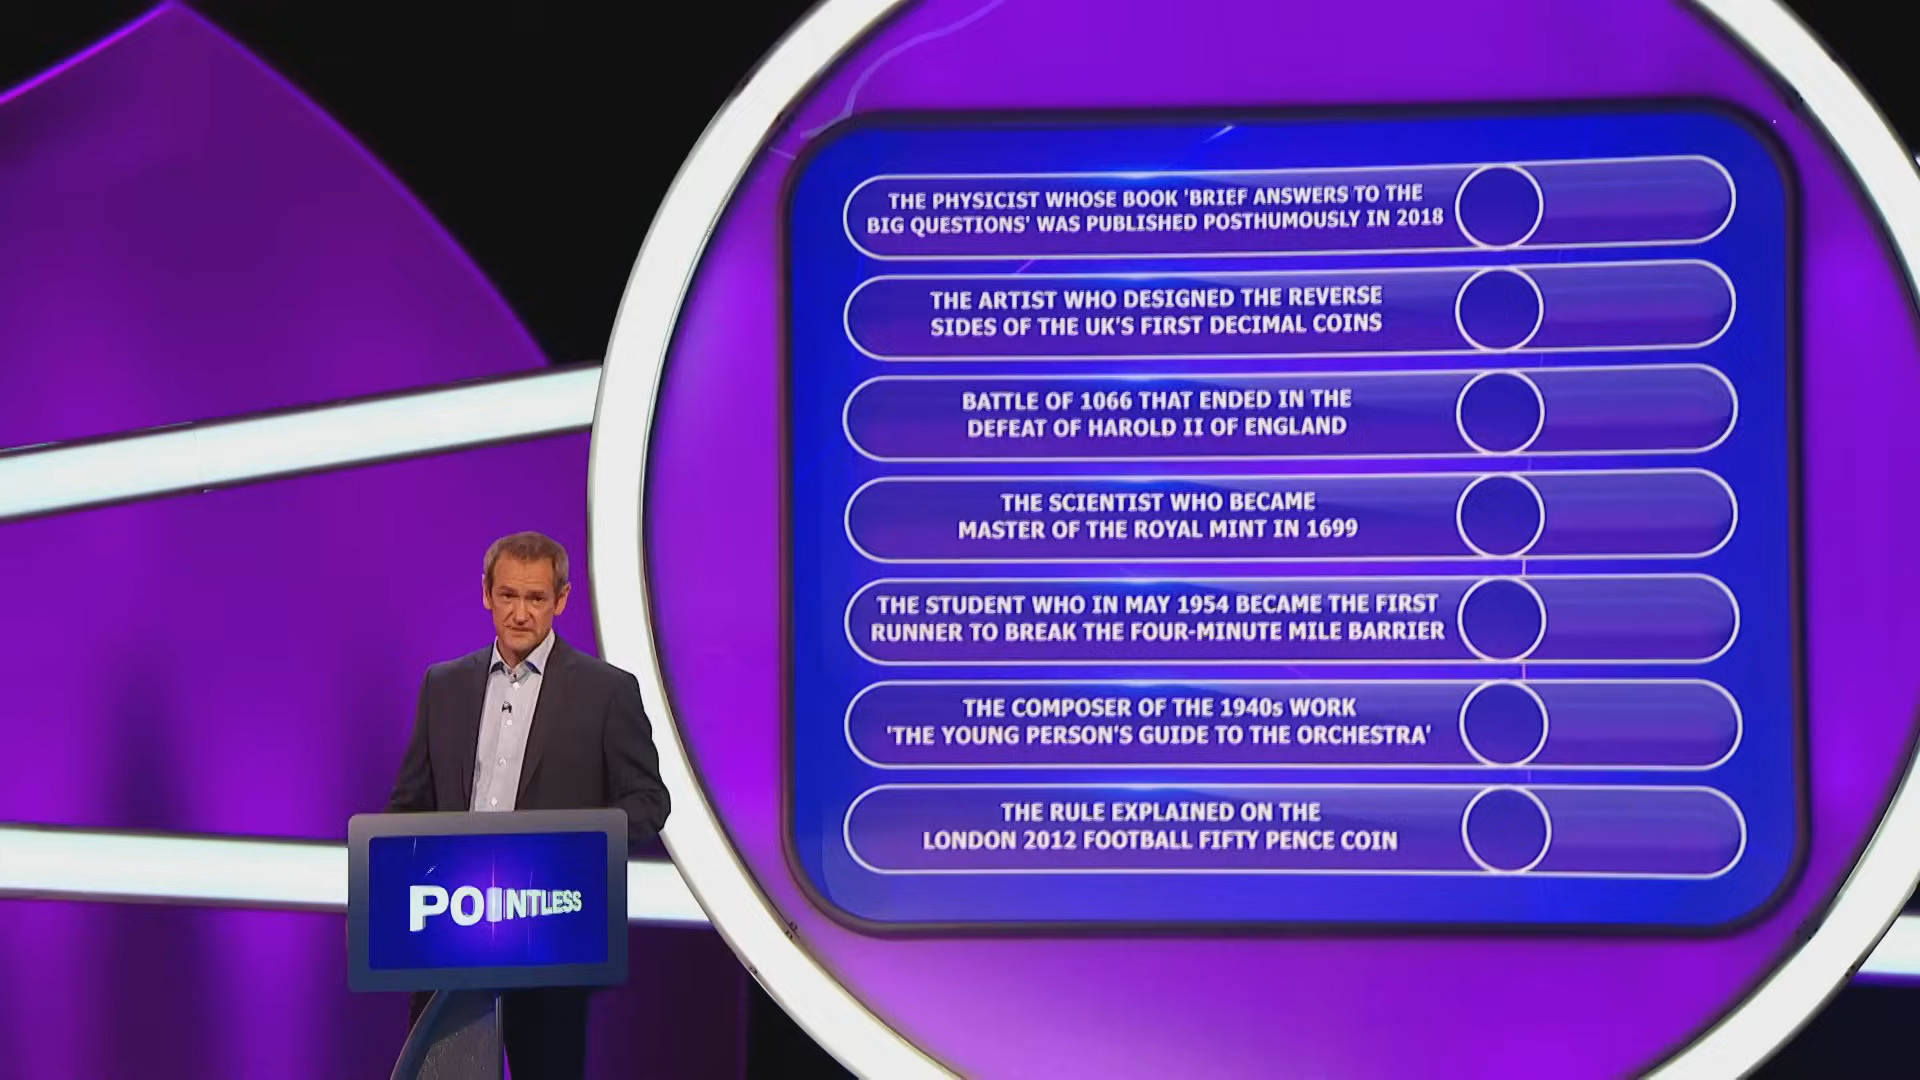 THE PHYSICIST WHOSE BOOK 'BRIEF ANSWERS TO THE
BIG QUESTIONS' WAS PUBLISHED POSTHUMOUSLY IN 2018
THE ARTIST WHO DESIGNED THE REVERSE
SIDES OF THE UK'S FIRST DECIMAL COINS
BATTLE OF 1066 THAT ENDED IN THE
DEFEAT OF HAROLD II OF ENGLAND
THE SCIENTIST WHO BECAME
MASTER OF THE ROYAL MINT IN 1699
THE STUDENT WHO IN MAY 1954 BECAME THE FIRST
RUNNER TO BREAK THE FOUR-MINUTE MILE BARRIER
THE COMPOSER OF THE 1940s WORK
'THE YOUNG PERSON'S GUIDE TO THE ORCHESTRA'
THE RULE EXPLAINED ON THE
LONDON 2012 FOOTBALL FIFTY PENCE COIN
POINTLESS